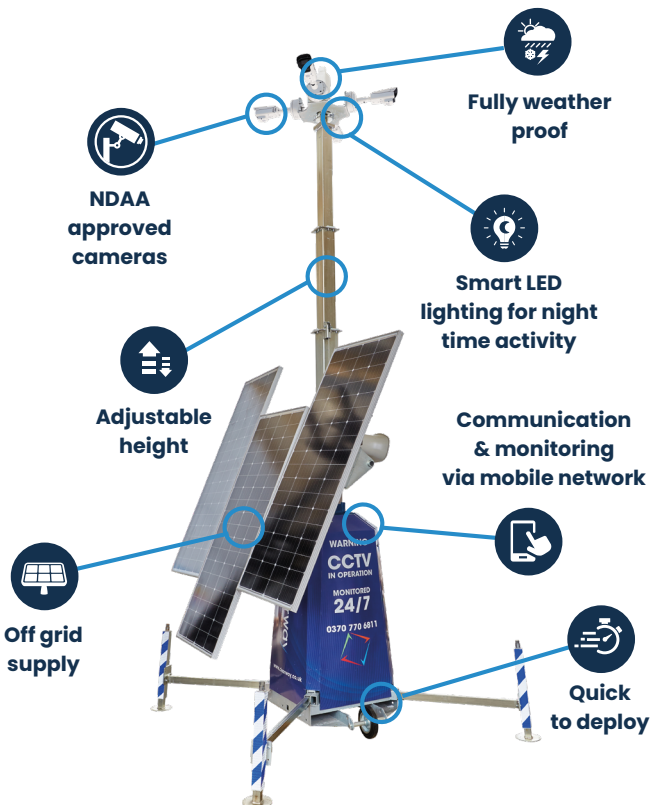 Fully weather
proof
NDAA
approved
cameras
Smart LED
lighting for night
time activity
Adjustable
height
Communication
& monitoring
via mobile network
WARNING
CCTV
IN OPERATION
MONITORED
24/7
0370 770 6811
Off grid
supply
Quick
to deploy